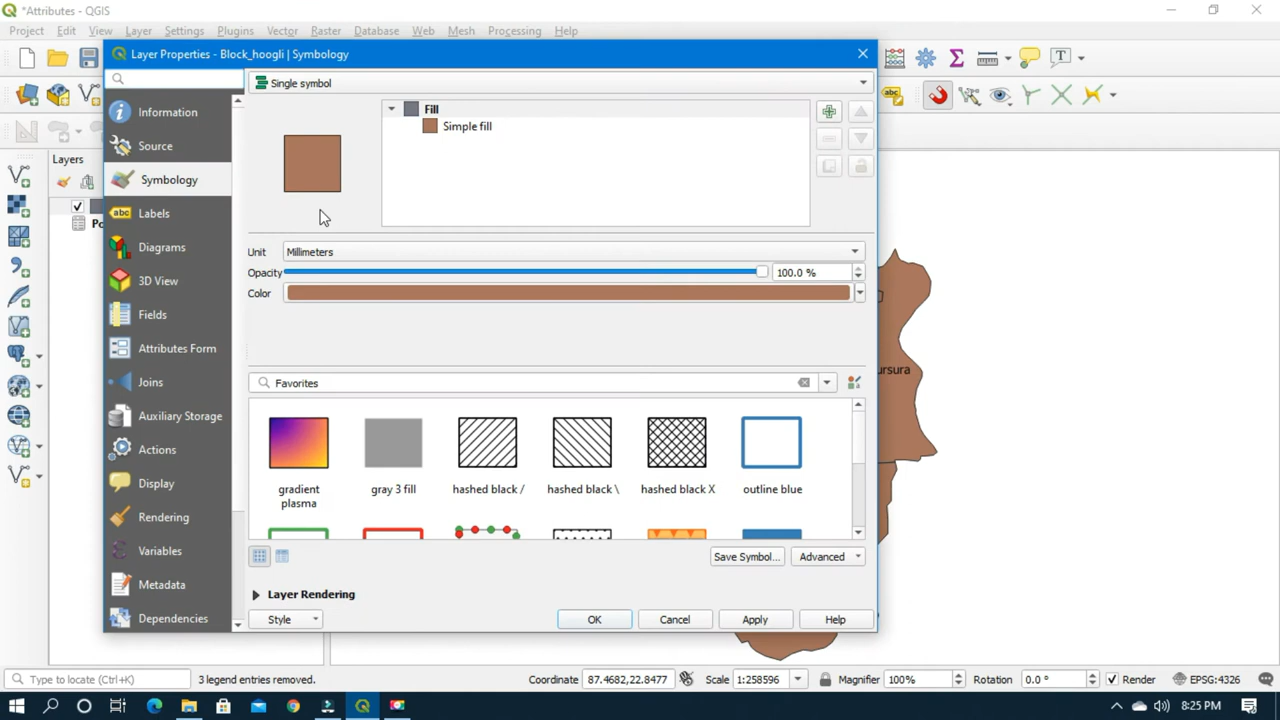 *Attributes - QGIS
Project Edit View Layer Settings Plugins Vector Raster Database Web Mesh Processing Help
Layer Properties - Block_hoogli | Symbology
Single symbol
Information
Source
Symbology
Labels
Diagrams
3D View
Fields
Attributes Form
Joins
Auxiliary Storage
Actions
Display
Rendering
Variables
Metadata
Dependencies
Layers
Fill
Simple fill
Unit Millimeters
Opacity 100.0 %
Color
Favorites
gradient plasma
gray 3 fill
hashed black /
hashed black \
hashed black X
outline blue
Save Symbol...
Advanced
Layer Rendering
Style
OK
Cancel
Apply
Help
abc
abc
T
ursura
Type to locate (Ctrl+K)
3 legend entries removed.
Coordinate 87.4682,22.8477
Scale 1:258596
Magnifier 100%
Rotation 0.0 °
Render
EPSG:4326
8:25 PM